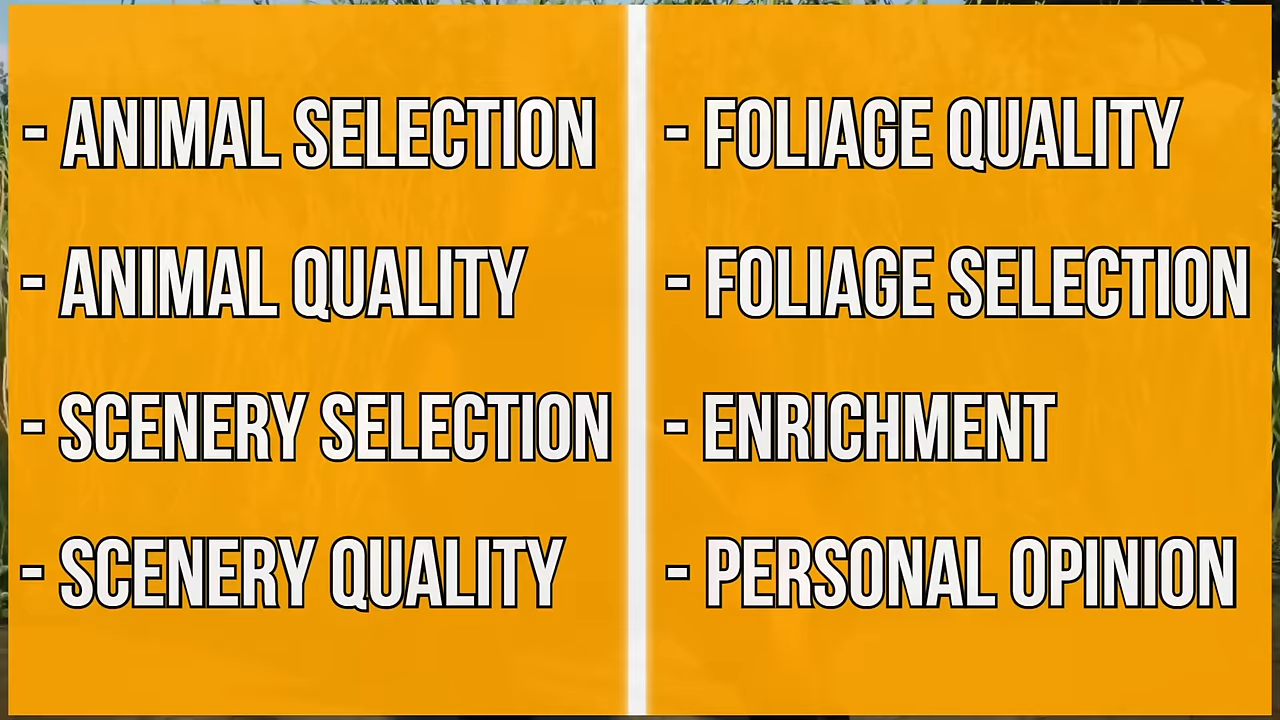 - ANIMAL SELECTION
- ANIMAL QUALITY
- SCENERY SELECTION
- SCENERY QUALITY
- FOLIAGE QUALITY
- FOLIAGE SELECTION
- ENRICHMENT
- PERSONAL OPINION